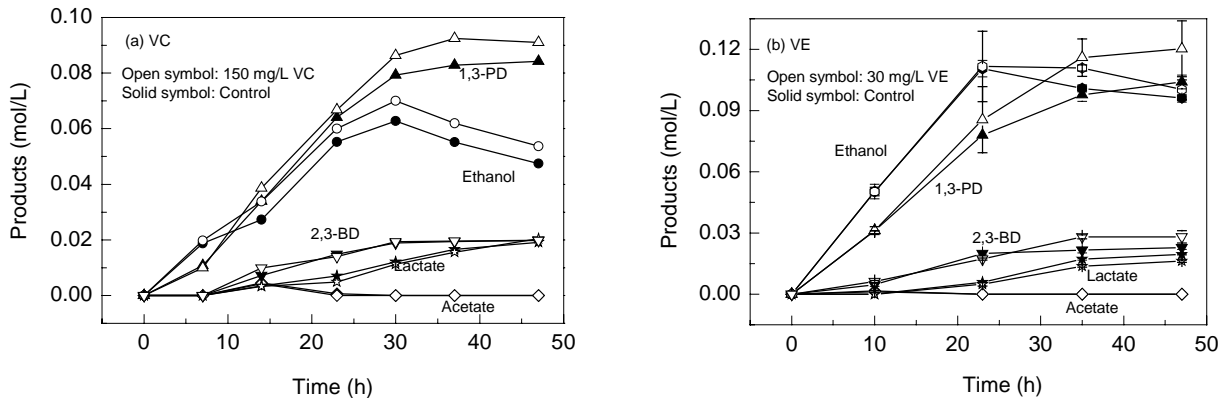 (a) VC
Open symbol: 150 mg/L VC
Solid symbol: Control
1,3-PD
Ethanol
2,3-BD
Lactate
Acetate
0.10
0.08
0.06
0.04
0.02
0.00
Products (mol/L)
0 10 20 30 40 50
Time (h)
(b) VE
Open symbol: 30 mg/L VE
Solid symbol: Control
Ethanol
1,3-PD
2,3-BD
Lactate
Acetate
0.12
0.09
0.06
0.03
0.00
Products (mol/L)
0 10 20 30 40 50
Time (h)